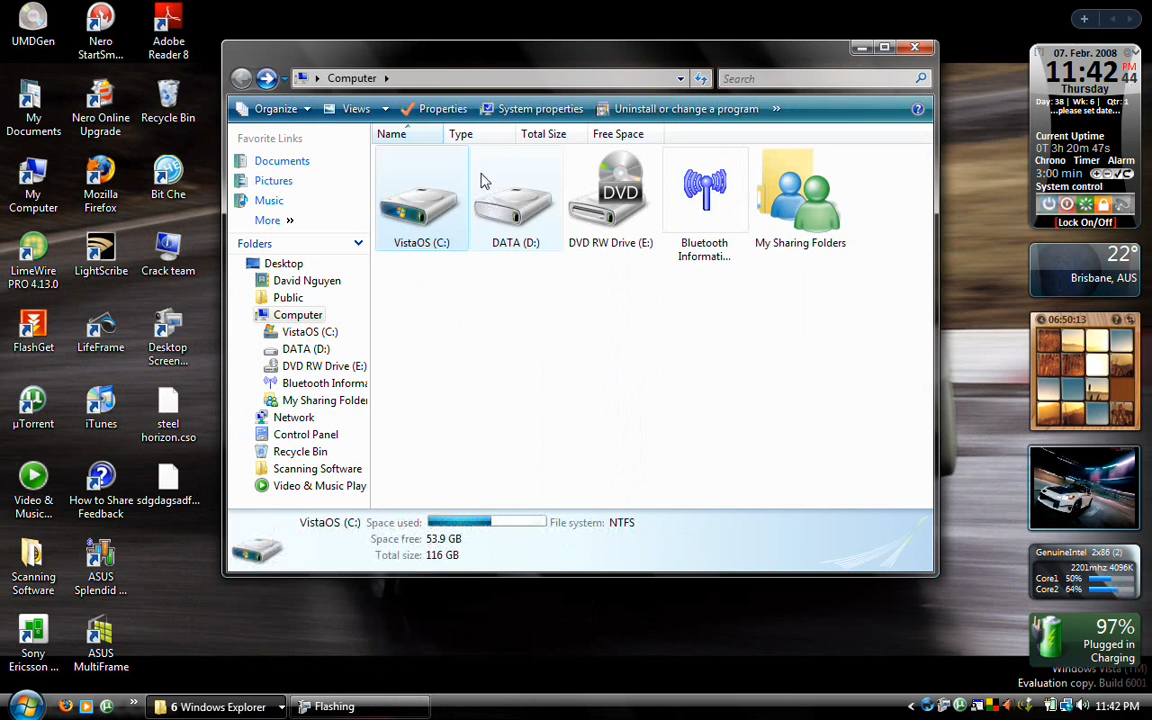 UMDGen
Nero
StartSm...
Adobe
Reader 8
My
Documents
Nero Online
Upgrade
Recycle Bin
My
Computer
Mozilla
Firefox
Bit Che
LimeWire
PRO 4.13.0
LightScribe
Crack team
FlashGet
LifeFrame
Desktop
Screen...
µTorrent
iTunes
steel
horizon.cso
Video &
Music...
How to Share
Feedback
sdgdagsadf...
Scanning
Software
ASUS
Splendid ...
Sony
Ericsson ...
ASUS
MultiFrame
Computer
Search
Organize
Views
Properties
System properties
Uninstall or change a program
»
Favorite Links
Documents
Pictures
Music
More »
Folders
Desktop
David Nguyen
Public
Computer
VistaOS (C:)
DATA (D:)
DVD RW Drive (E:)
Bluetooth Informa
My Sharing Folder
Network
Control Panel
Recycle Bin
Scanning Software
Video & Music Play
Name
Type
Total Size
Free Space
DVD
VistaOS (C:)
DATA (D:)
DVD RW Drive (E:)
Bluetooth
Informati...
My Sharing Folders
VistaOS (C:) Space used: File system: NTFS
Space free: 53.9 GB
Total size: 116 GB
07. Febr. 2008
11:42 PM 44
Thursday
Day: 38 | Wk: 6 | Qtr: 1
...please set date...
Current Uptime
0T 3h 20m 47s
Chrono Timer Alarm
3:00 min
System control
[Lock On/Off]
22°
Brisbane, AUS
06:50:13
GenuineIntel 2x86 (2)
2201mhz 4096K
Core1 50%
Core2 64%
97%
Plugged in
Charging
Windows Vista (TM)
Evaluation copy. Build 6001
6 Windows Explorer
Flashing
11:42 PM